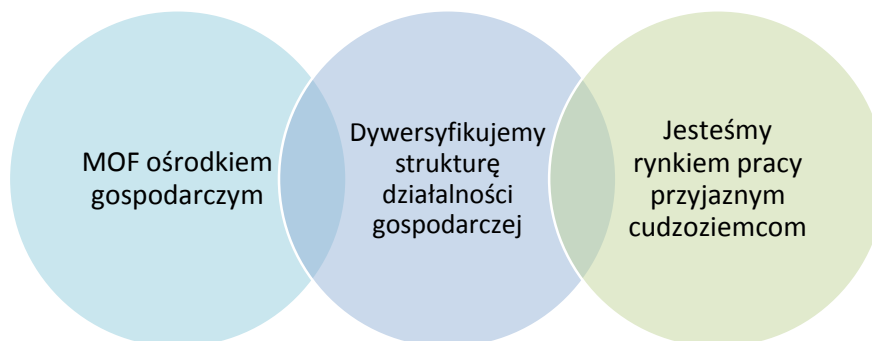 MOF ośrodkiem
gospodarczym
Dywersyfikujemy
strukturę
działalności
gospodarczej
Jesteśmy
rynkiem pracy
przyjaznym
cudzoziemcom